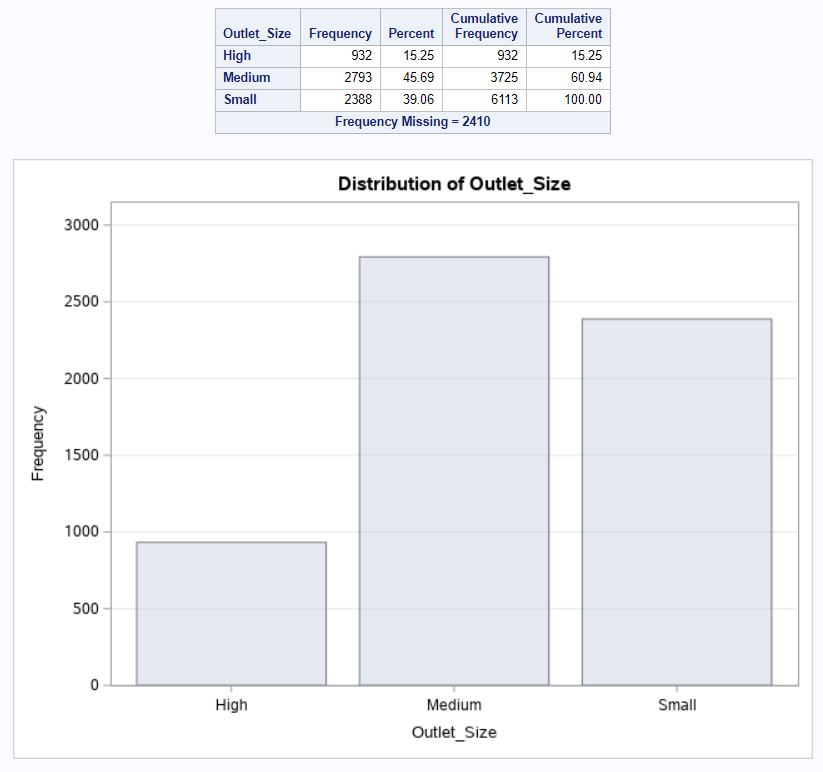 Outlet_Size Frequency Percent Cumulative Frequency Cumulative Percent
High 932 15.25 932 15.25
Medium 2793 45.69 3725 60.94
Small 2388 39.06 6113 100.00
Frequency Missing = 2410
Distribution of Outlet_Size
3000
2500
2000
1500
1000
500
0
Frequency
High Medium Small
Outlet_Size